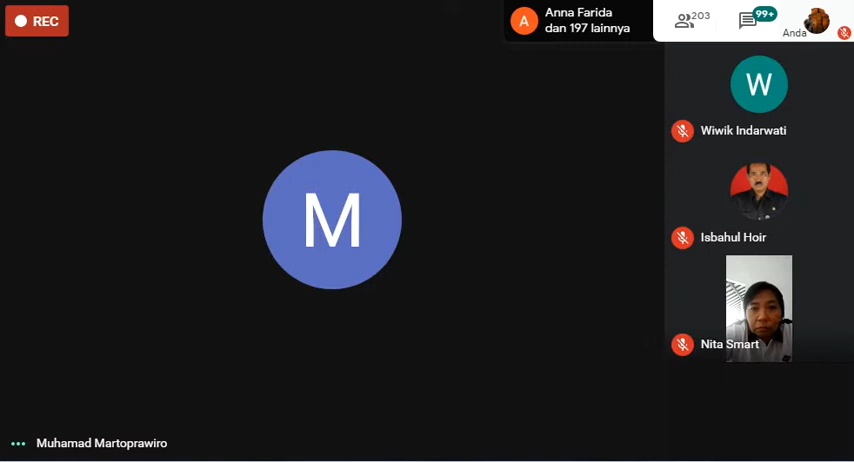 REC
A
Anna Farida
dan 197 lainnya
203
99+
Anda
W
Wiwik Indarwati
M
Isbahul Hoir
Nita Smart
Muhamad Martoprawiro